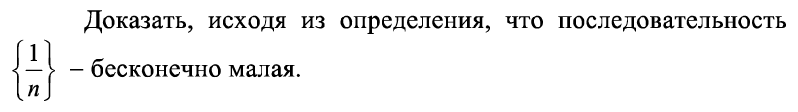 Доказать, исходя из определения, что последовательность
{1/n} – бесконечно малая.